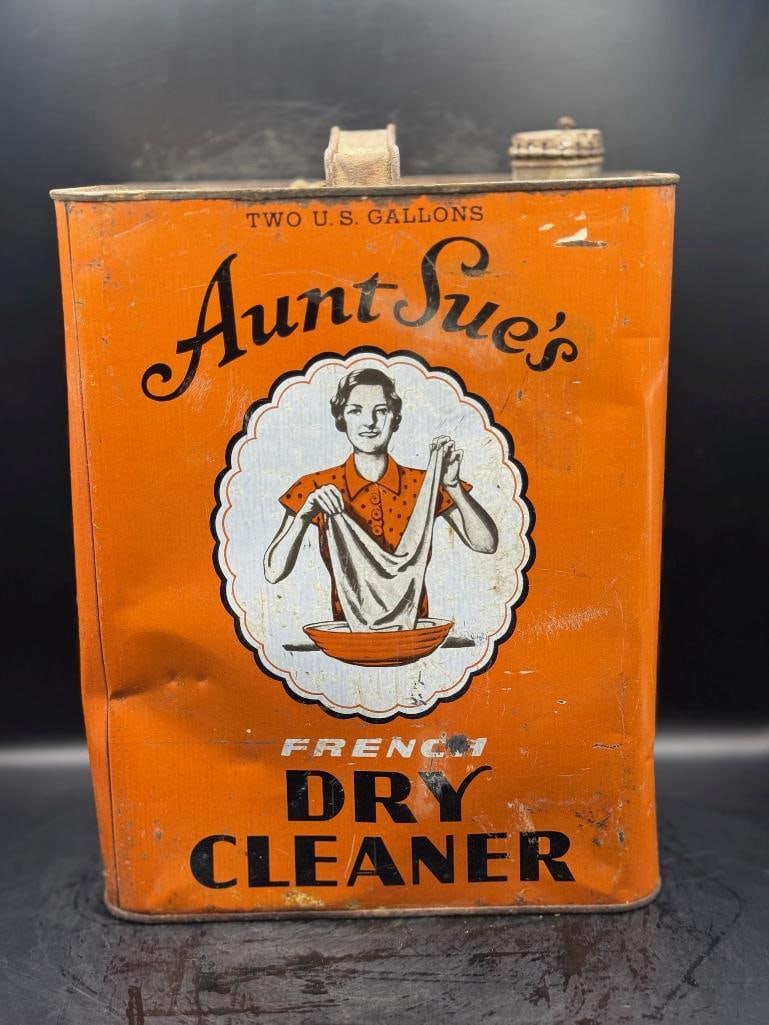 TWO U.S. GALLONS
Aunt Sue's
FRENCH
DRY
CLEANER